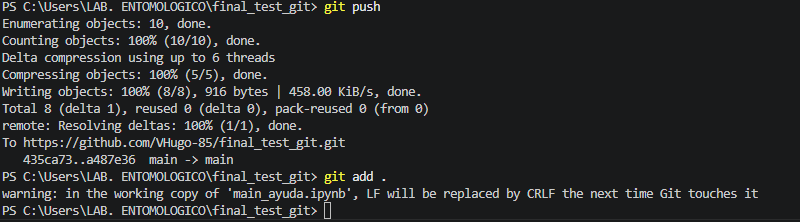 PS C:\Users\LAB. ENTOMOLOGICO\final_test_git> git push
Enumerating objects: 10, done.
Counting objects: 100% (10/10), done.
Delta compression using up to 6 threads
Compressing objects: 100% (5/5), done.
Writing objects: 100% (8/8), 916 bytes | 458.00 KiB/s, done.
Total 8 (delta 1), reused 0 (delta 0), pack-reused 0 (from 0)
remote: Resolving deltas: 100% (1/1), done.
To https://github.com/VHugo-85/final_test_git.git
   435ca73..a487e36  main -> main
PS C:\Users\LAB. ENTOMOLOGICO\final_test_git> git add .
warning: in the working copy of 'main_ayuda.ipynb', LF will be replaced by CRLF the next time Git touches it
PS C:\Users\LAB. ENTOMOLOGICO\final_test_git>